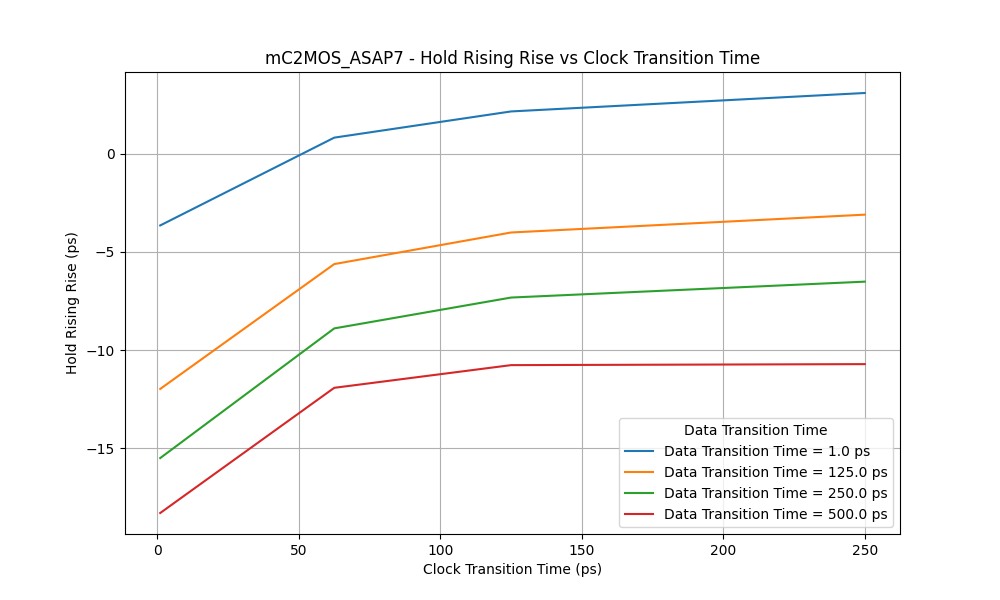 mC2MOS_ASAP7 - Hold Rising Rise vs Clock Transition Time
Hold Rising Rise (ps)
0
−5
−10
−15
0
50
100
150
200
250
Clock Transition Time (ps)
Data Transition Time
Data Transition Time = 1.0 ps
Data Transition Time = 125.0 ps
Data Transition Time = 250.0 ps
Data Transition Time = 500.0 ps